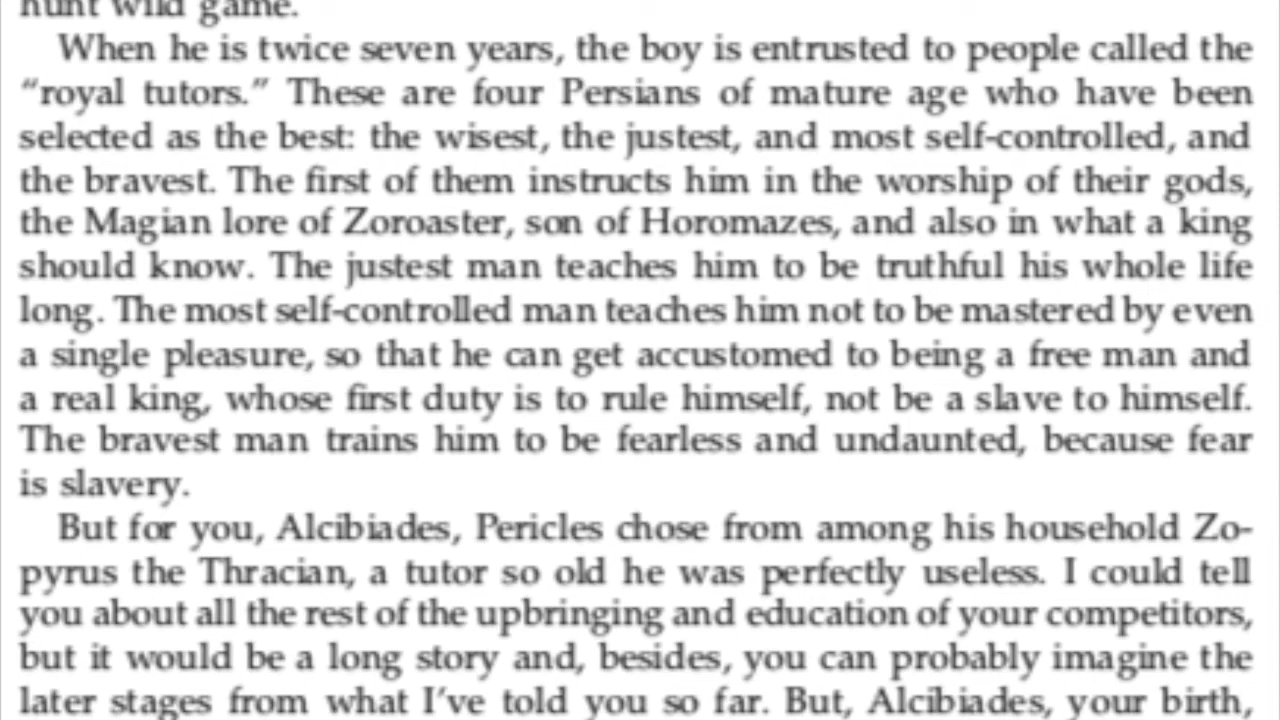 hunt wild game.
When he is twice seven years, the boy is entrusted to people called the
“royal tutors.” These are four Persians of mature age who have been
selected as the best: the wisest, the justest, and most self-controlled, and
the bravest. The first of them instructs him in the worship of their gods,
the Magian lore of Zoroaster, son of Horomazes, and also in what a king
should know. The justest man teaches him to be truthful his whole life
long. The most self-controlled man teaches him not to be mastered by even
a single pleasure, so that he can get accustomed to being a free man and
a real king, whose first duty is to rule himself, not be a slave to himself.
The bravest man trains him to be fearless and undaunted, because fear
is slavery.
But for you, Alcibiades, Pericles chose from among his household Zo-
pyrus the Thracian, a tutor so old he was perfectly useless. I could tell
you about all the rest of the upbringing and education of your competitors,
but it would be a long story and, besides, you can probably imagine the
later stages from what I’ve told you so far. But, Alcibiades, your birth,